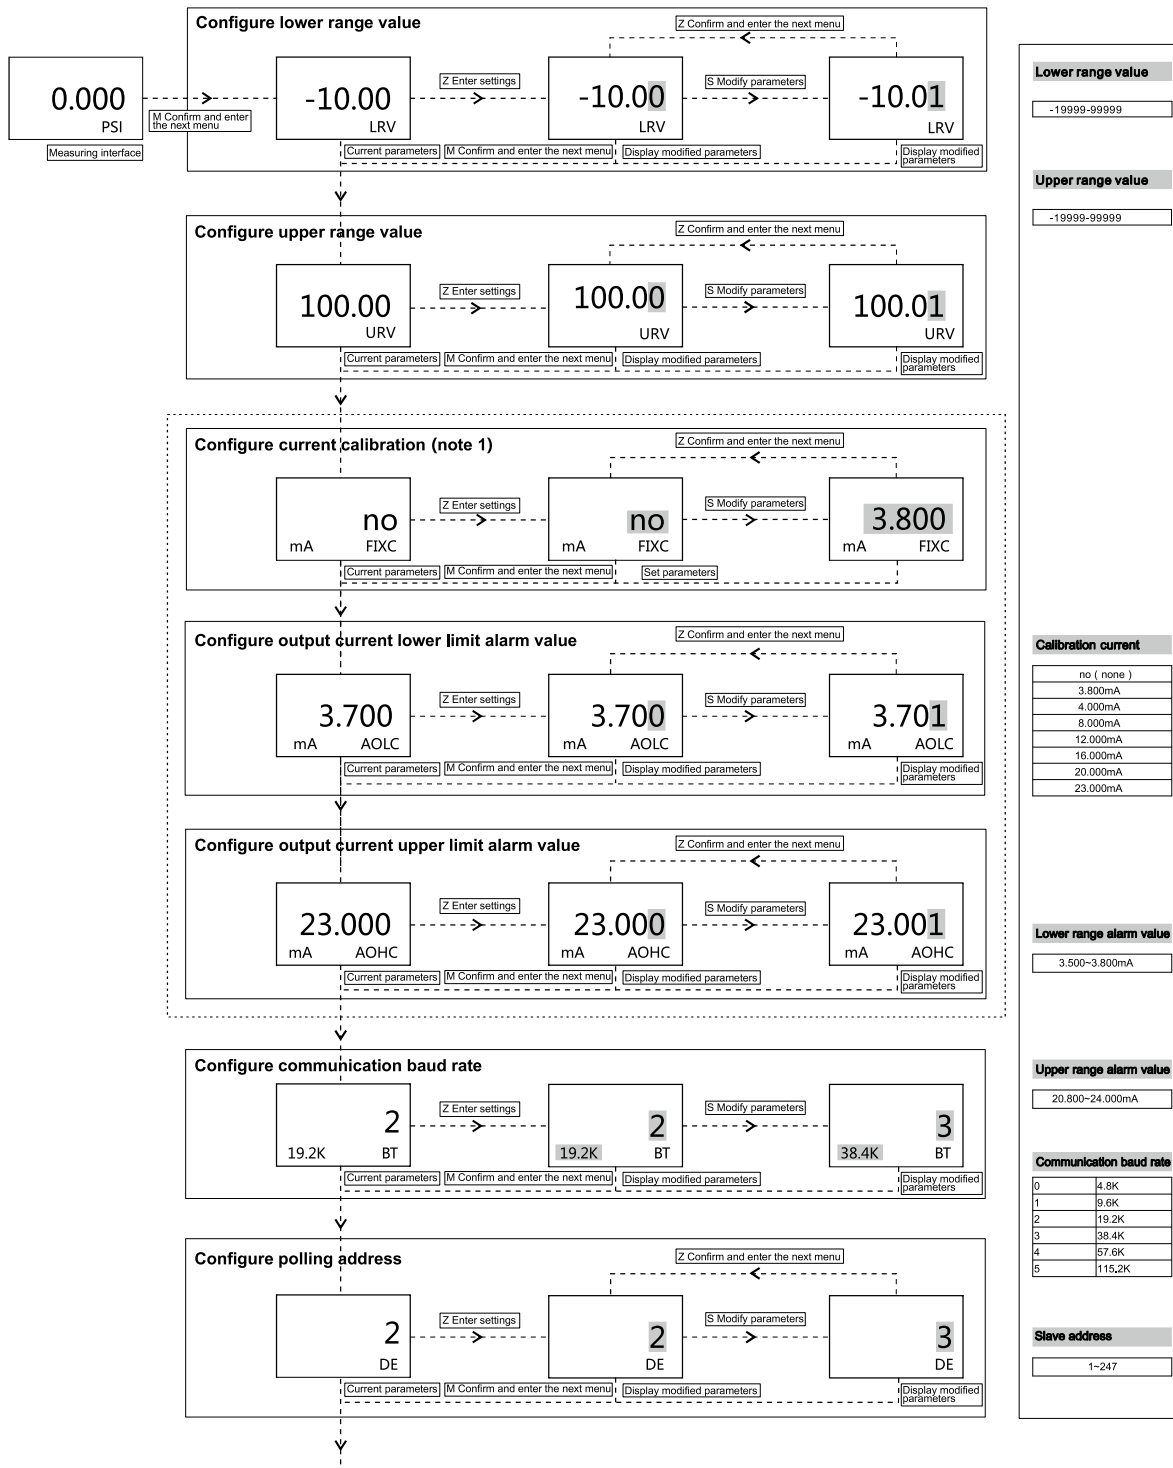 Configure lower range value
Z Confirm and enter the next menu
0.000
PSI
Measuring interface
M Confirm and enter
the next menu
-10.00
LRV
Z Enter settings
-10.00
LRV
S Modify parameters
-10.01
LRV
Current parameters
M Confirm and enter the next menu
Display modified parameters
Display modified
parameters
Configure upper range value
Z Confirm and enter the next menu
100.00
URV
Z Enter settings
100.00
URV
S Modify parameters
100.01
URV
Current parameters
M Confirm and enter the next menu
Display modified parameters
Display modified
parameters
Configure current calibration (note 1)
Z Confirm and enter the next menu
no
mA FIXC
Z Enter settings
no
mA FIXC
S Modify parameters
3.800
mA FIXC
Current parameters
M Confirm and enter the next menu
Set parameters
Configure output current lower limit alarm value
Z Confirm and enter the next menu
3.700
mA AOLC
Z Enter settings
3.700
mA AOLC
S Modify parameters
3.701
mA AOLC
Current parameters
M Confirm and enter the next menu
Display modified parameters
Display modified
parameters
Configure output current upper limit alarm value
Z Confirm and enter the next menu
23.000
mA AOHC
Z Enter settings
23.000
mA AOHC
S Modify parameters
23.001
mA AOHC
Current parameters
M Confirm and enter the next menu
Display modified parameters
Display modified
parameters
Configure communication baud rate
2
19.2K BT
Z Enter settings
2
19.2K BT
S Modify parameters
3
38.4K BT
Current parameters
M Confirm and enter the next menu
Display modified parameters
Display modified
parameters
Configure polling address
Z Confirm and enter the next menu
2
DE
Z Enter settings
2
DE
S Modify parameters
3
DE
Current parameters
M Confirm and enter the next menu
Display modified parameters
Display modified
parameters
Lower range value
-19999-99999
Upper range value
-19999-99999
Calibration current
no ( none )
3.800mA
4.000mA
8.000mA
12.000mA
16.000mA
20.000mA
23.000mA
Lower range alarm value
3.500~3.800mA
Upper range alarm value
20.800~24.000mA
Communication baud rate
0 4.8K
1 9.6K
2 19.2K
3 38.4K
4 57.6K
5 115.2K
Slave address
1~247